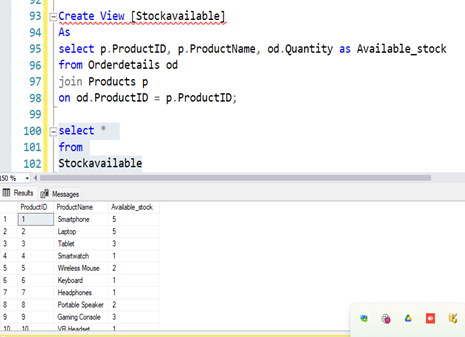 92
93 Create View [Stockavailable]
94 As
95 select p.ProductID, p.ProductName, od.Quantity as Available_stock
96 from Orderdetails od
97 join Products p
98 on od.ProductID = p.ProductID;
99
100 select *
101 from
102 Stockavailable
150 %
Results Messages
ProductID ProductName Available_stock
1 1 Smartphone 5
2 2 Laptop 5
3 3 Tablet 3
4 4 Smartwatch 1
5 5 Wireless Mouse 2
6 6 Keyboard 1
7 7 Headphones 1
8 8 Portable Speaker 2
9 9 Gaming Console 3
10 10 VR Headset 1